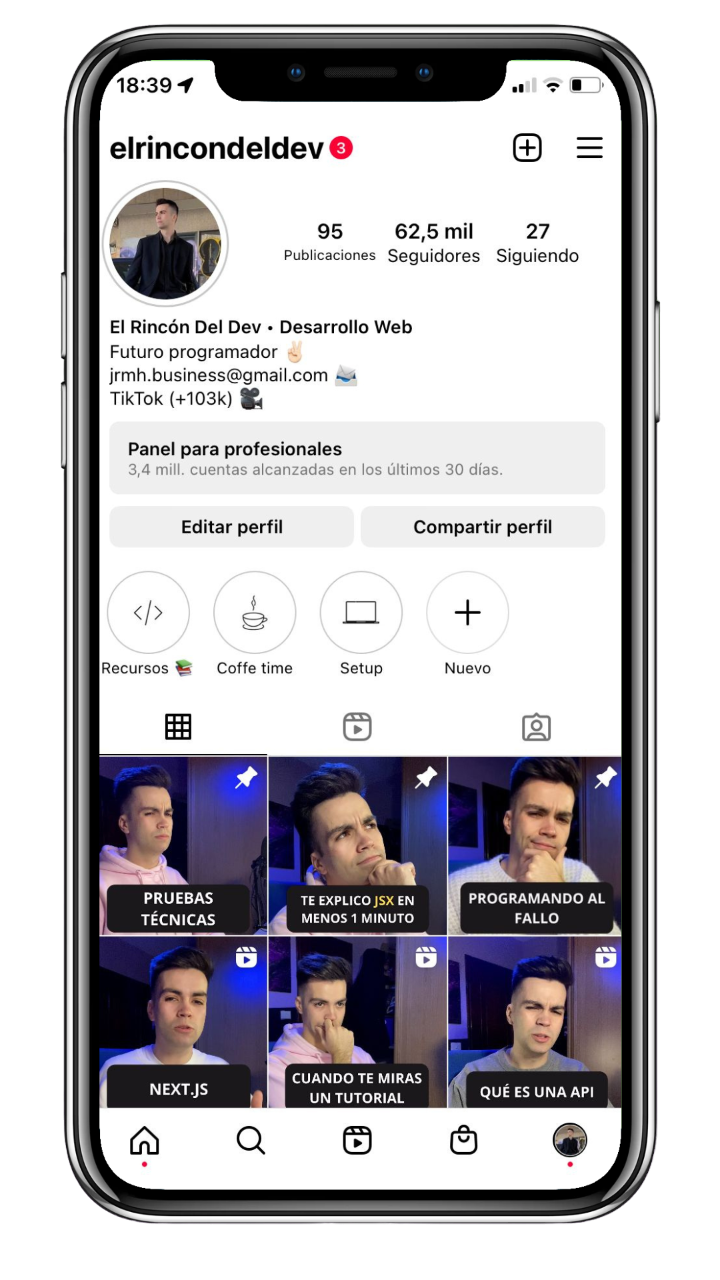 18:39
elrincondeldev 3
95 62,5 mil 27
Publicaciones Seguidores Siguiendo
El Rincón Del Dev • Desarrollo Web
Futuro programador ✌🏻
jrmh.business@gmail.com 📨
TikTok (+103k) 🎥
Panel para profesionales
3,4 mill. cuentas alcanzadas en los últimos 30 días.
Editar perfil Compartir perfil
</>
Recursos 📚 Coffe time Setup Nuevo
PRUEBAS
TÉCNICAS
TE EXPLICO JSX EN
MENOS 1 MINUTO
PROGRAMANDO AL
FALLO
NEXT.JS
CUANDO TE MIRAS
UN TUTORIAL
QUÉ ES UNA API